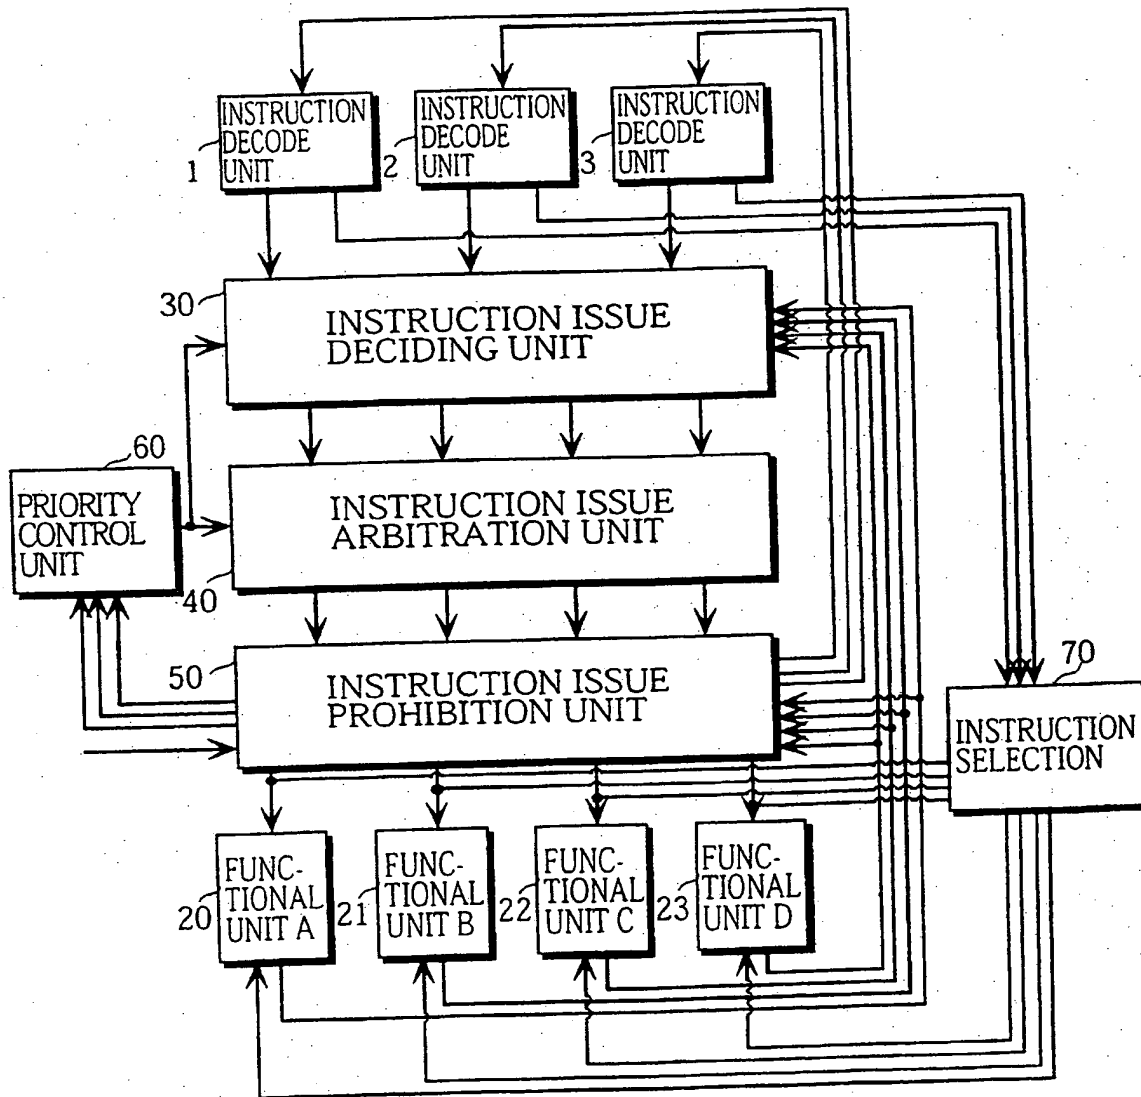 INSTRUCTION
DECODE
UNIT
1
INSTRUCTION
DECODE
UNIT
2
INSTRUCTION
DECODE
UNIT
3
30
INSTRUCTION ISSUE
DECIDING UNIT
60
PRIORITY
CONTROL
UNIT
INSTRUCTION ISSUE
ARBITRATION UNIT
40
50
INSTRUCTION ISSUE
PROHIBITION UNIT
70
INSTRUCTION
SELECTION
FUNC-
TIONAL
UNIT A
20
FUNC-
TIONAL
UNIT B
21
FUNC-
TIONAL
UNIT C
22
FUNC-
TIONAL
UNIT D
23